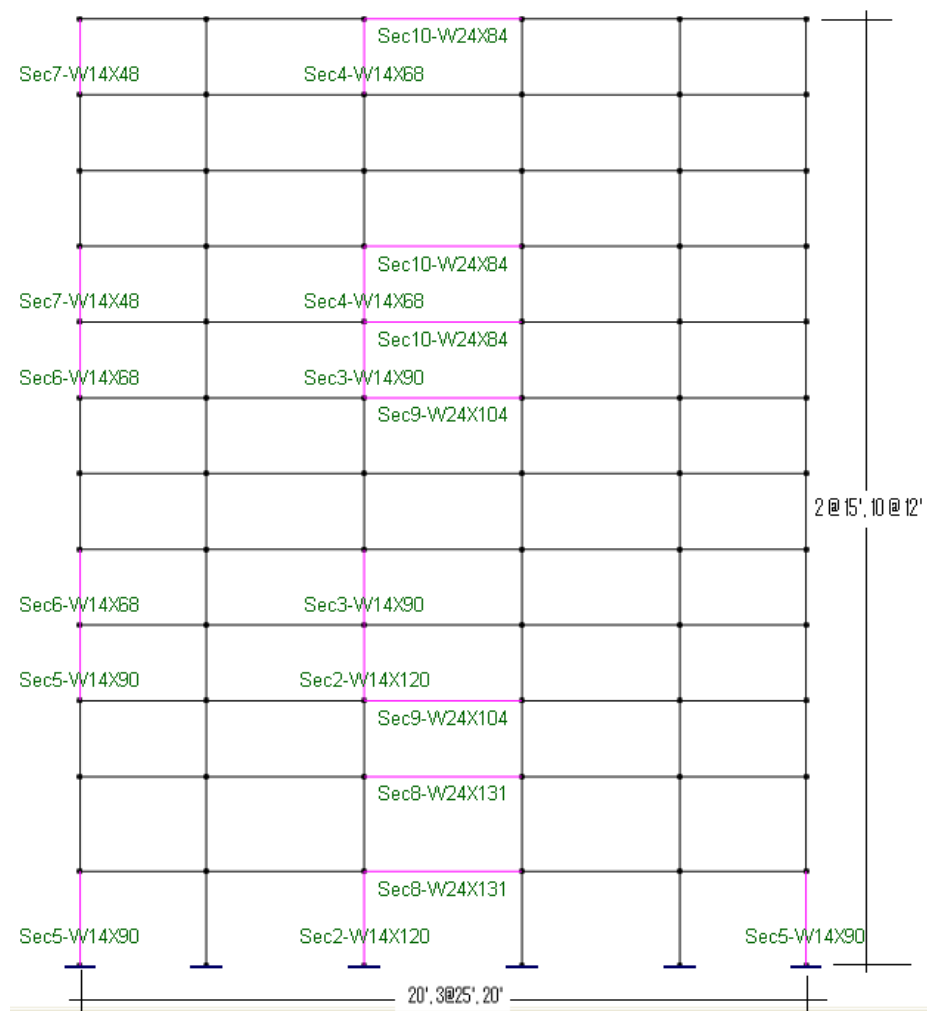 Sec10-W24X84
Sec7-W14X48 Sec4-W14X68
Sec10-W24X84
Sec7-W14X48 Sec4-W14X68
Sec10-W24X84
Sec6-W14X68 Sec3-W14X90
Sec9-W24X104
2@15', 10@12'
Sec6-W14X68 Sec3-W14X90
Sec5-W14X90 Sec2-W14X120
Sec9-W24X104
Sec8-W24X131
Sec8-W24X131
Sec5-W14X90 Sec2-W14X120 Sec5-W14X90
20', 3@25', 20'